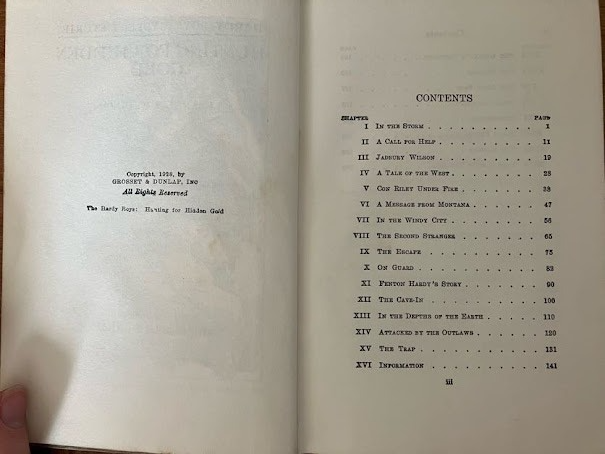 Copyright, 1928, by
GROSSET & DUNLAP, INC
All Rights Reserved
The Hardy Boys: Hunting for Hidden Gold
CONTENTS
CHAPTER PAGE
I IN THE STORM . . . . . . . . . . 1
II A CALL FOR HELP . . . . . . . . . 11
III JADBURY WILSON . . . . . . . . . 19
IV A TALE OF THE WEST . . . . . . . . 28
V CON RILEY UNDER FIRE . . . . . . . 38
VI A MESSAGE FROM MONTANA . . . . . . 47
VII IN THE WINDY CITY . . . . . . . . 56
VIII THE SECOND STRANGER . . . . . . . 65
IX THE ESCAPE . . . . . . . . . . 75
X ON GUARD . . . . . . . . . . . 82
XI FENTON HARDY'S STORY . . . . . . . 90
XII THE CAVE-IN . . . . . . . . . . 100
XIII IN THE DEPTHS OF THE EARTH . . . . . 110
XIV ATTACKED BY THE OUTLAWS . . . . . . 120
XV THE TRAP . . . . . . . . . . . 131
XVI INFORMATION . . . . . . . . . . 141
iii